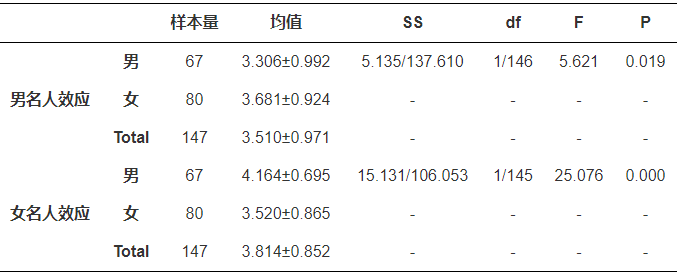 样本量 均值 SS df F P
男 67 3.306±0.992 5.135/137.610 1/146 5.621 0.019
男名人效应 女 80 3.681±0.924 - - - -
Total 147 3.510±0.971 - - - -
男 67 4.164±0.695 15.131/106.053 1/145 25.076 0.000
女名人效应 女 80 3.520±0.865 - - - -
Total 147 3.814±0.852 - - - -